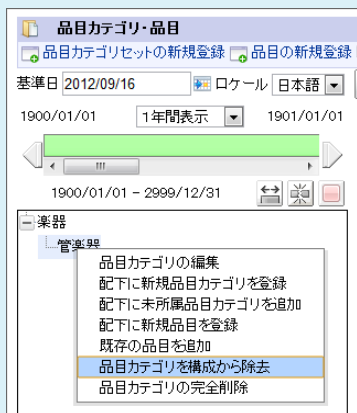 品目カテゴリ・品目
品目カテゴリセットの新規登録 品目の新規登録
基準日 2012/09/16 ロケール 日本語
1900/01/01 1年間表示 1901/01/01
1900/01/01 - 2999/12/31
楽器
管楽器
品目カテゴリの編集
配下に新規品目カテゴリを登録
配下に未所属品目カテゴリを追加
配下に新規品目を登録
既存の品目を追加
品目カテゴリを構成から除去
品目カテゴリの完全削除